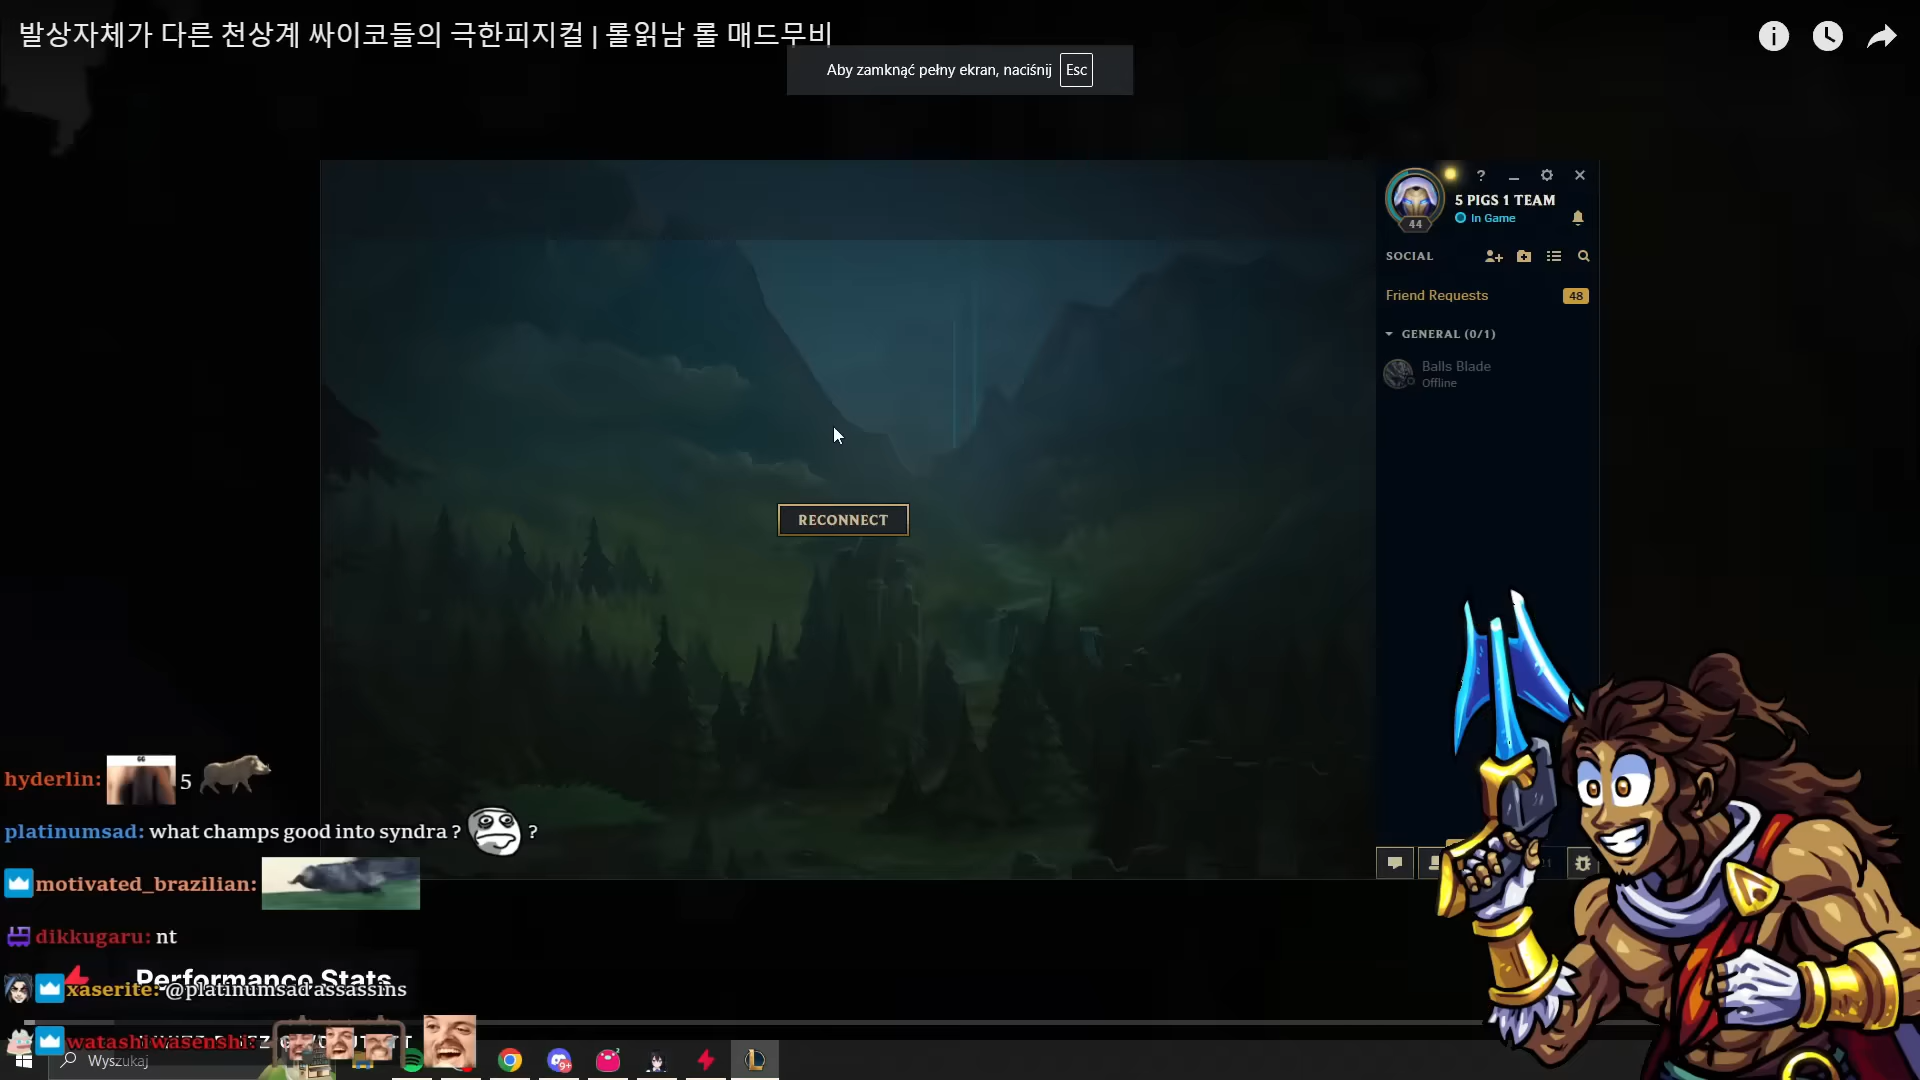 발상자체가 다른 천상계 싸이코들의 극한피지컬 | 롤읽남 롤 매드무비
Aby zamknąć pełny ekran, naciśnij Esc
5 PIGS 1 TEAM
In Game
44
SOCIAL
Friend Requests 48
GENERAL (0/1)
Balls Blade
Offline
RECONNECT
hyderlin: 5
platinumsad: what champs good into syndra ? ?
motivated_brazilian:
dikkugaru: nt
Performance Stats
xaserite: @platinumsad assassins
watashiwasenshi:
Wyszukaj
9+